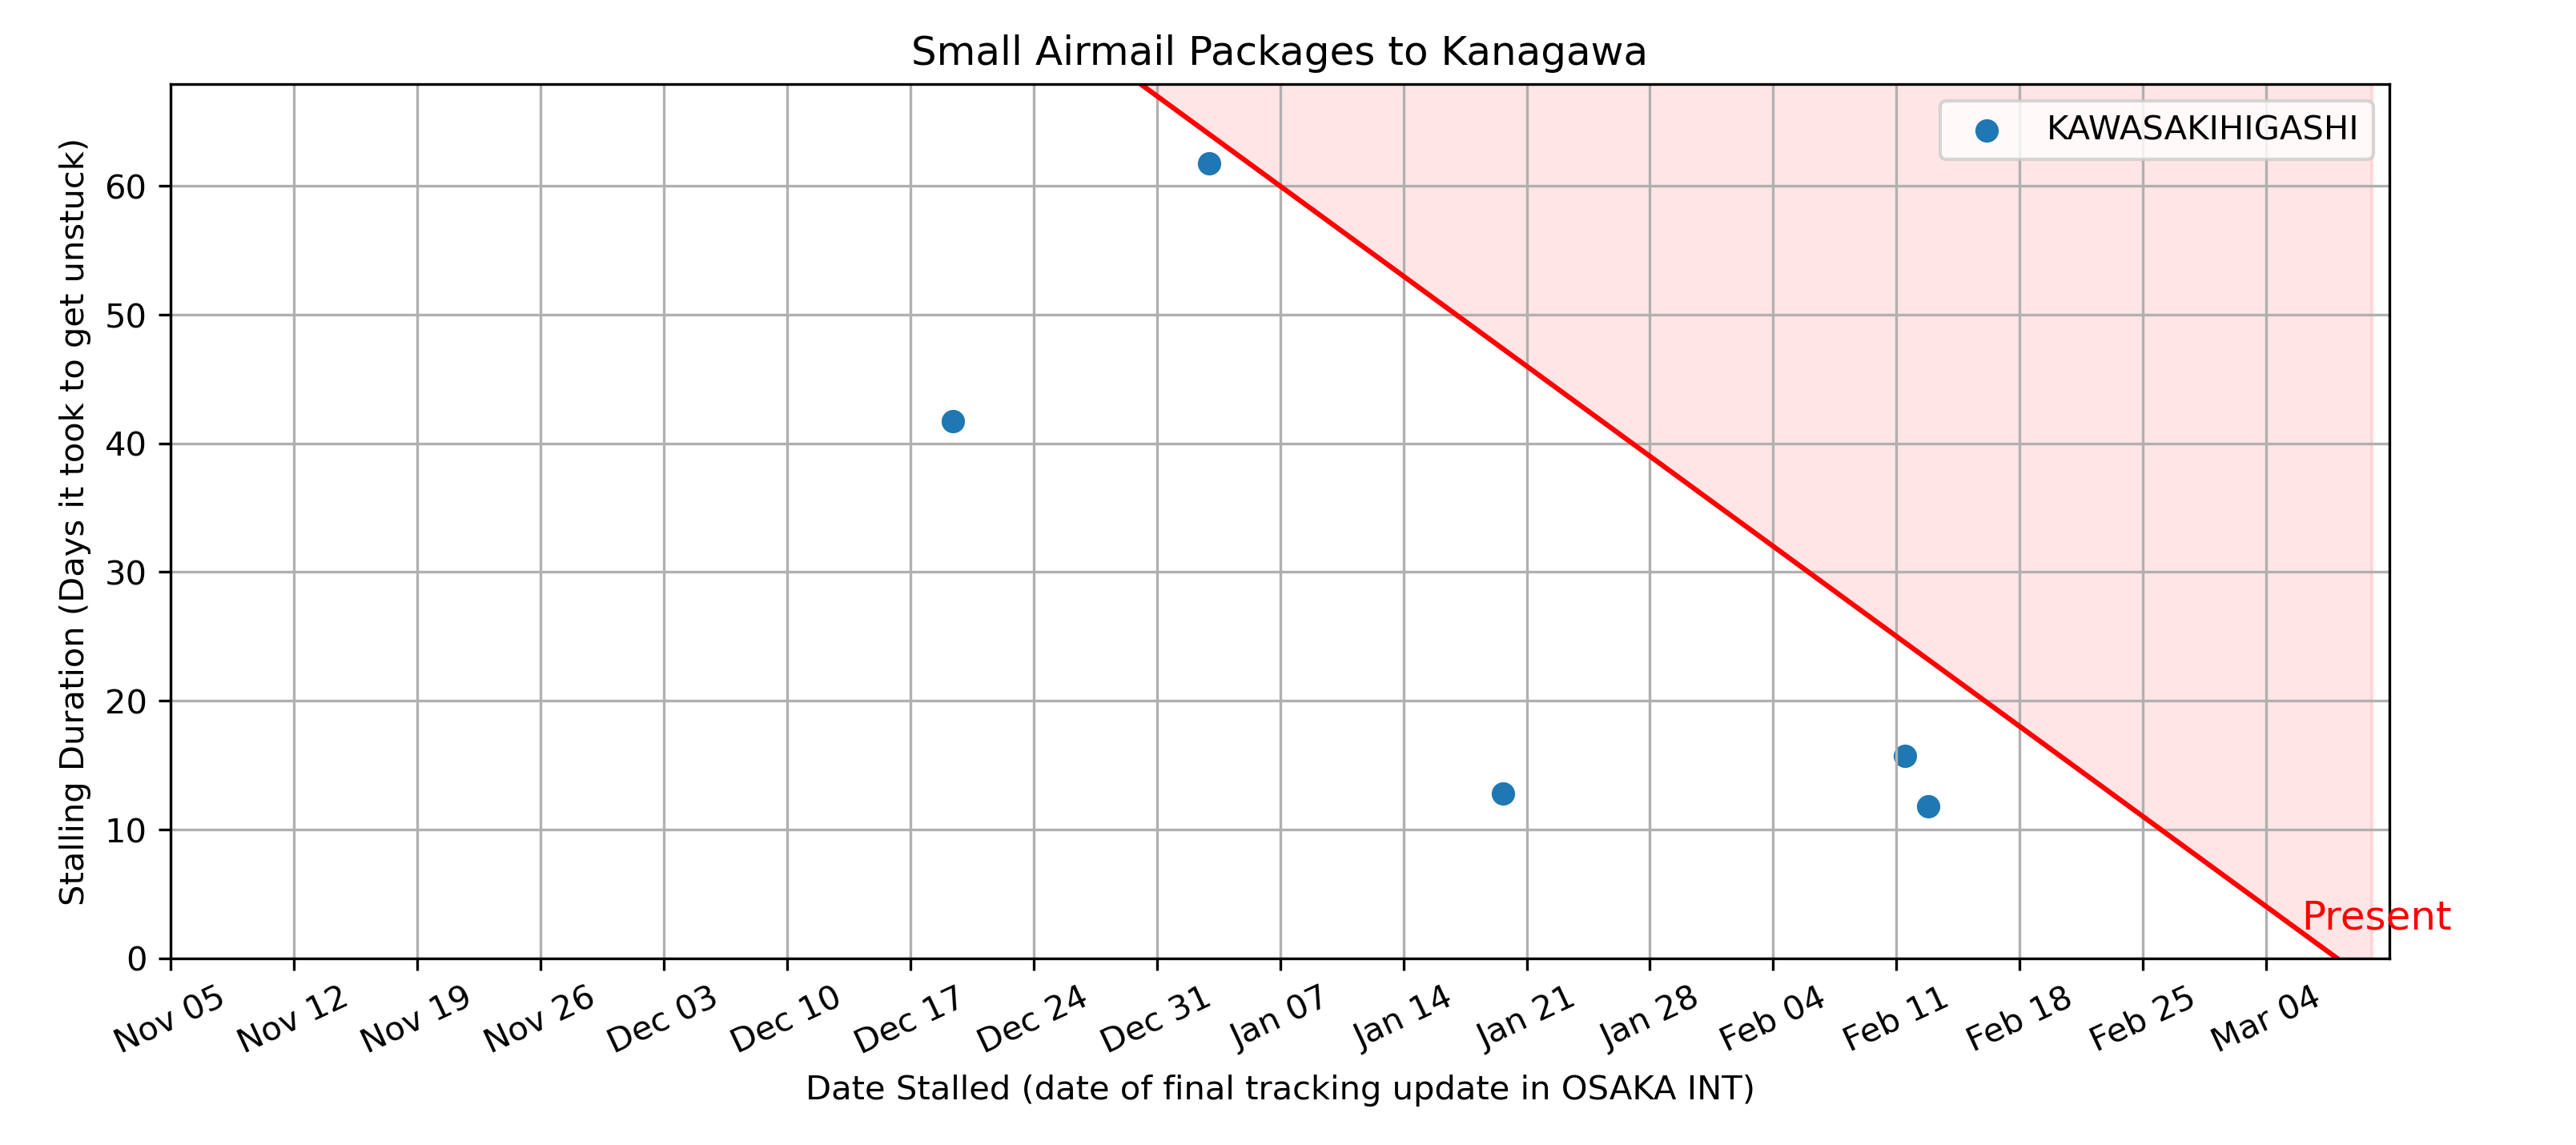 Small Airmail Packages to Kanagawa
KAWASAKIHIGASHI
Stalling Duration (Days it took to get unstuck)
60
50
40
30
20
10
0
Present
Nov 05
Nov 12
Nov 19
Nov 26
Dec 03
Dec 10
Dec 17
Dec 24
Dec 31
Jan 07
Jan 14
Jan 21
Jan 28
Feb 04
Feb 11
Feb 18
Feb 25
Mar 04
Date Stalled (date of final tracking update in OSAKA INT)